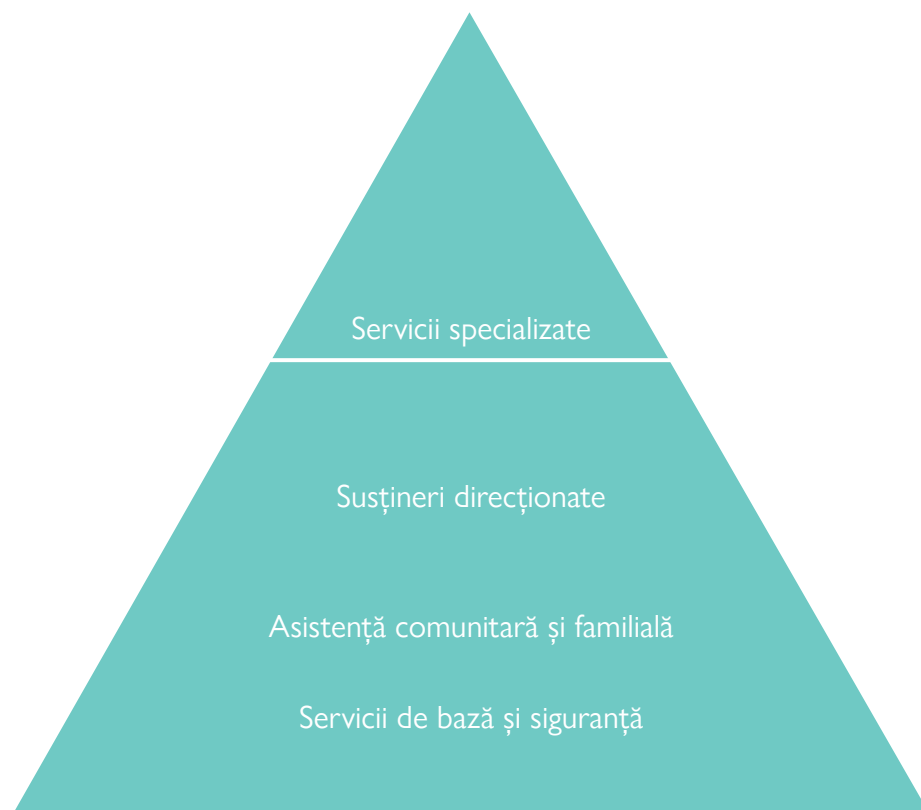 Servicii specializate
Susțineri direcționate
Asistență comunitară și familială
Servicii de bază și siguranță